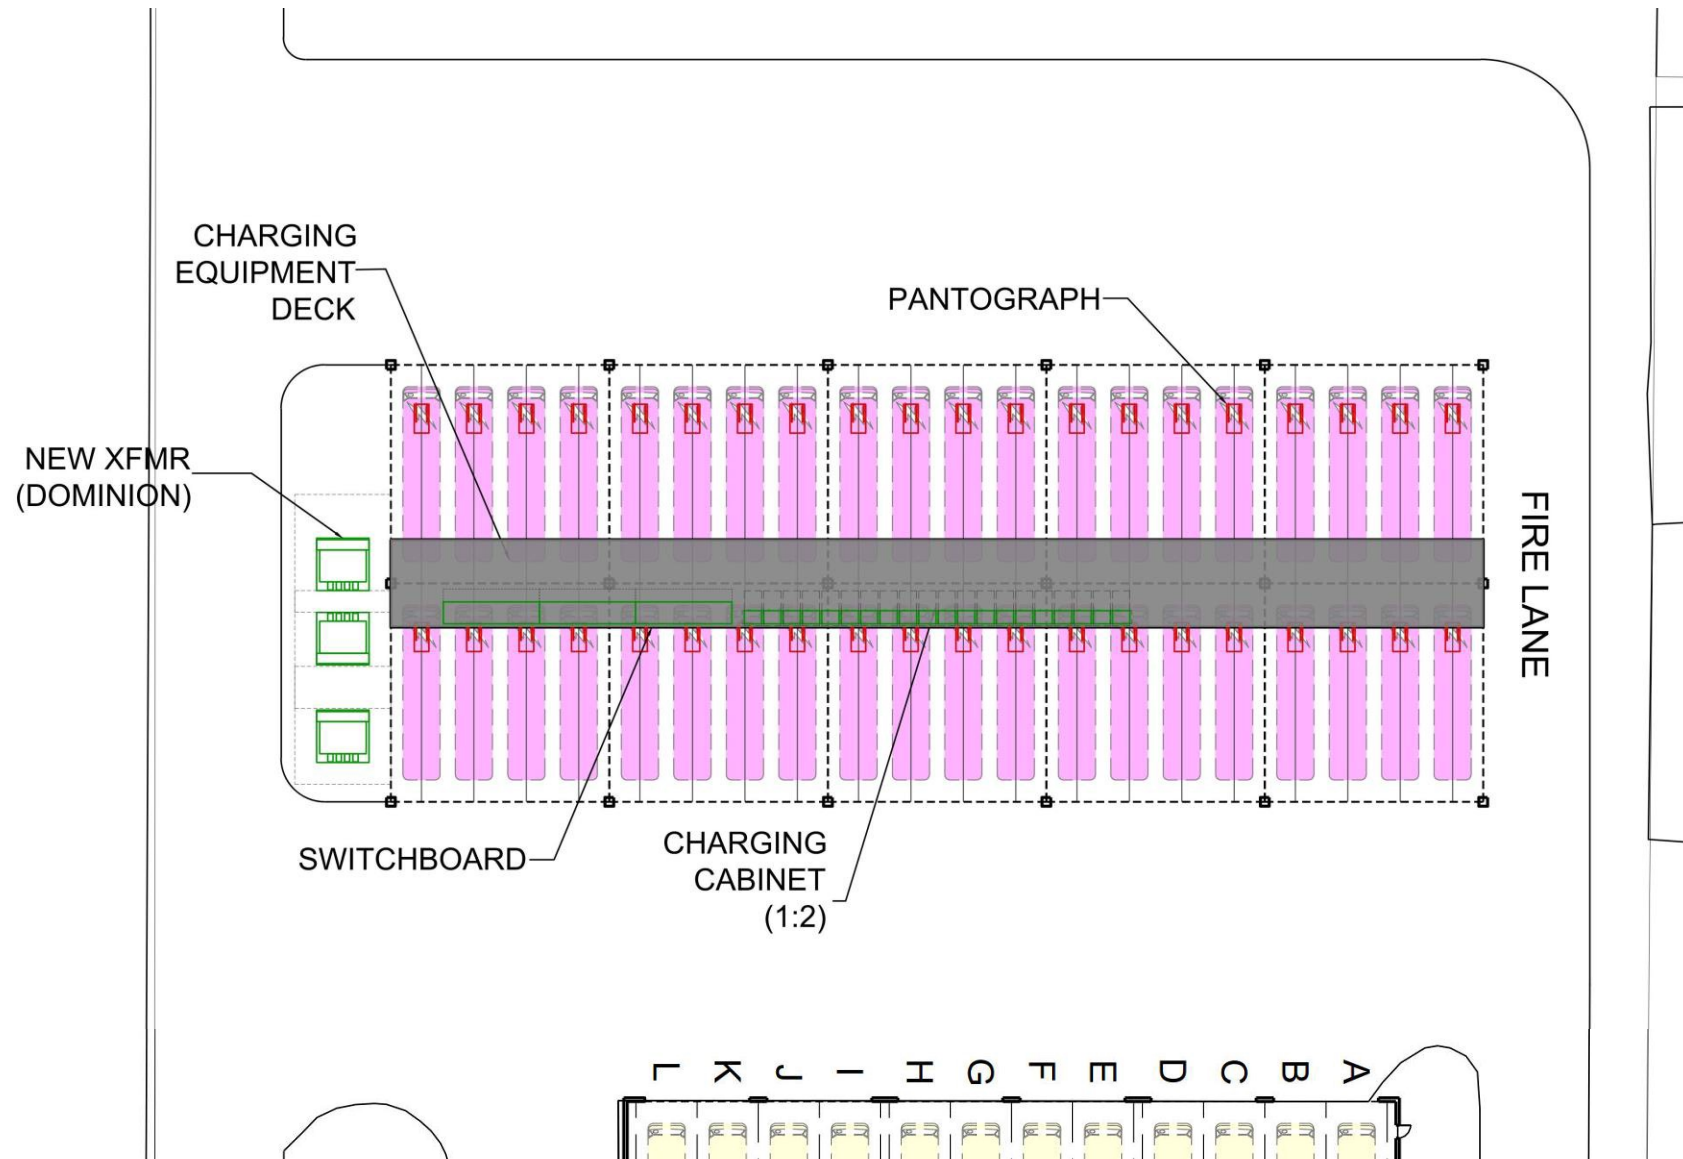 CHARGING
EQUIPMENT
DECK
PANTOGRAPH
NEW XFMR
(DOMINION)
FIRE LANE
SWITCHBOARD
CHARGING
CABINET
(1:2)
L K J I H G F E D C B A